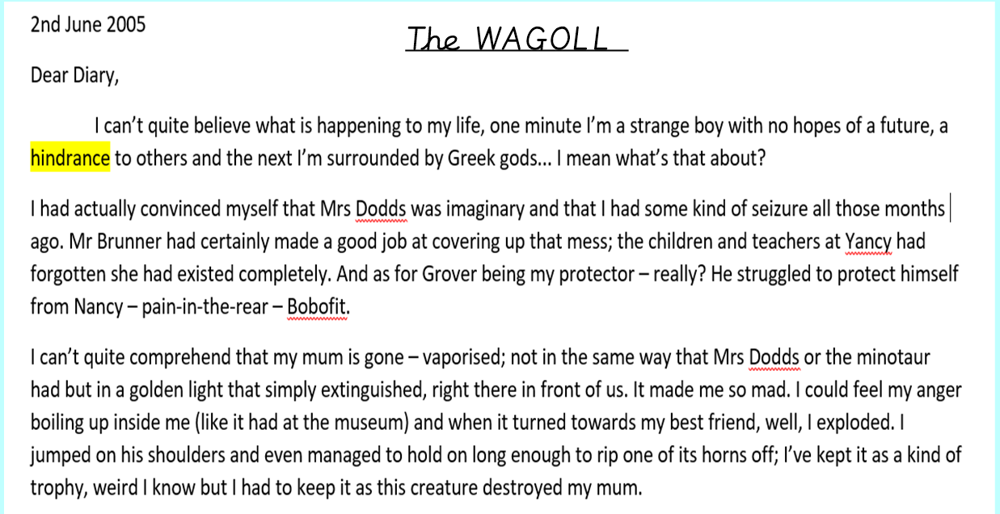 2nd June 2005
The WAGOLL
Dear Diary,
I can't quite believe what is happening to my life, one minute I'm a strange boy with no hopes of a future, a
hindrance to others and the next I'm surrounded by Greek gods... I mean what's that about?
I had actually convinced myself that Mrs Dodds was imaginary and that I had some kind of seizure all those months
ago. Mr Brunner had certainly made a good job at covering up that mess; the children and teachers at Yancy had
forgotten she had existed completely. And as for Grover being my protector – really? He struggled to protect himself
from Nancy – pain-in-the-rear – Bobofit.
I can't quite comprehend that my mum is gone – vaporised; not in the same way that Mrs Dodds or the minotaur
had but in a golden light that simply extinguished, right there in front of us. It made me so mad. I could feel my anger
boiling up inside me (like it had at the museum) and when it turned towards my best friend, well, I exploded. I
jumped on his shoulders and even managed to hold on long enough to rip one of its horns off; I've kept it as a kind of
trophy, weird I know but I had to keep it as this creature destroyed my mum.